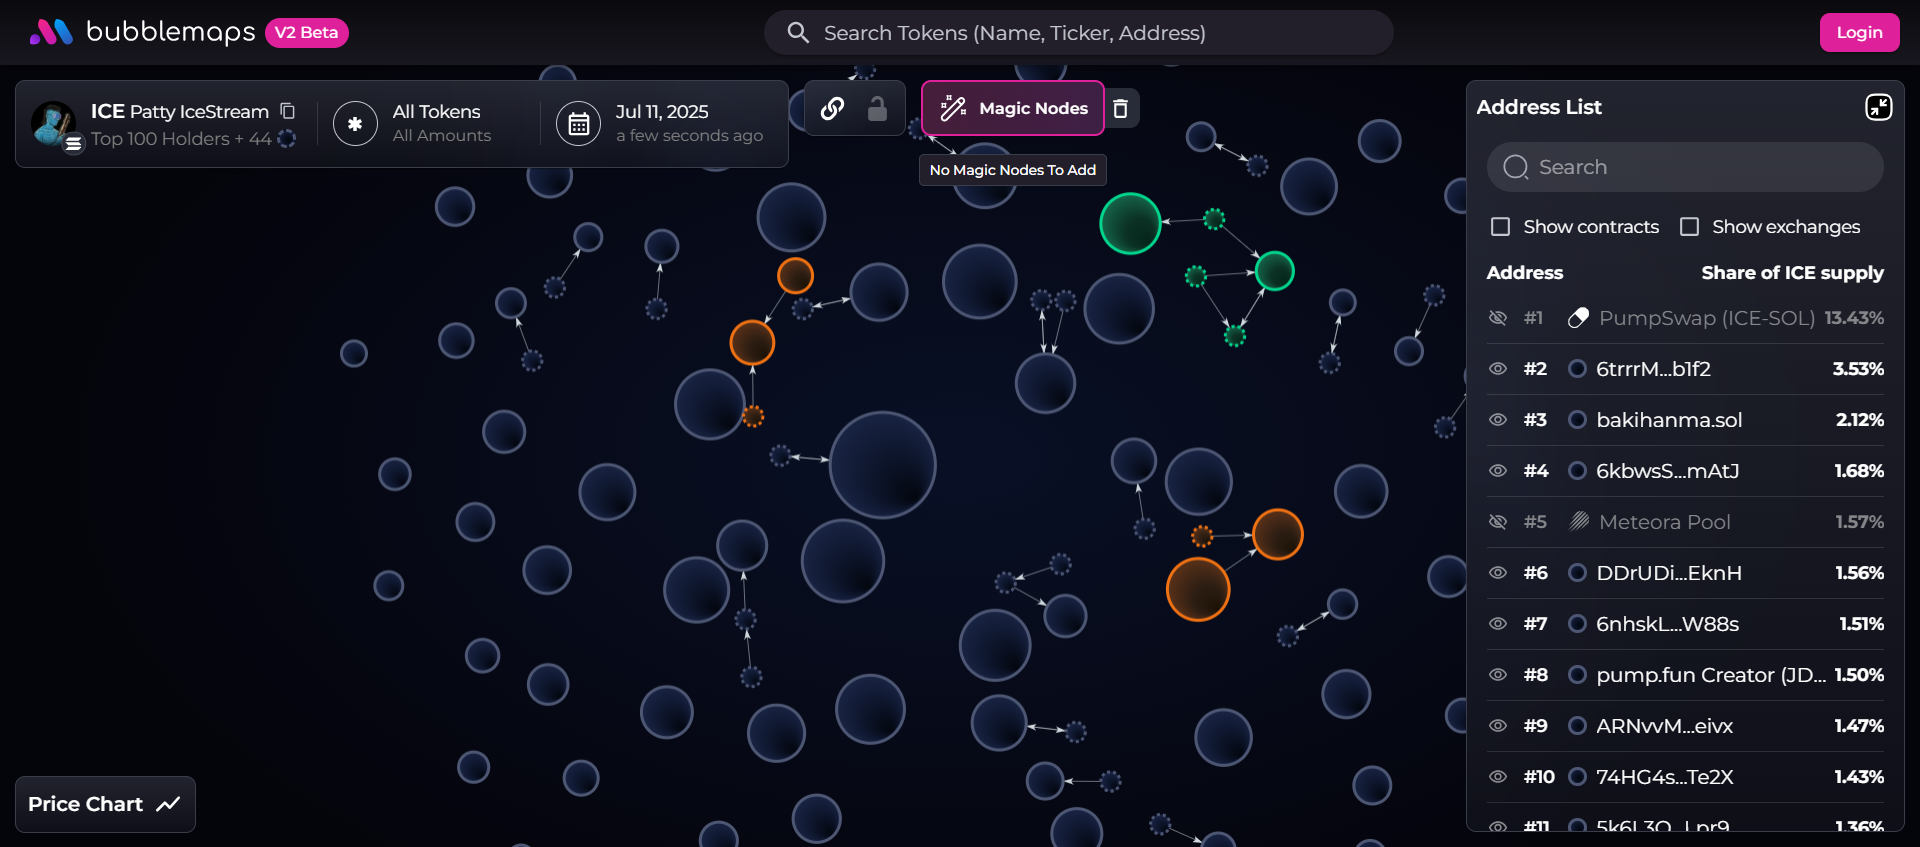 bubblemaps V2 Beta
Search Tokens (Name, Ticker, Address)
Login
ICE Patty IceStream
Top 100 Holders + 44
All Tokens
All Amounts
Jul 11, 2025
a few seconds ago
Magic Nodes
No Magic Nodes To Add
Address List
Search
Show contracts
Show exchanges
Address Share of ICE supply
#1 PumpSwap (ICE-SOL) 13.43%
#2 6trrrM...b1f2 3.53%
#3 bakihanma.sol 2.12%
#4 6kbwsS...mAtJ 1.68%
#5 Meteora Pool 1.57%
#6 DDrUDi...EknH 1.56%
#7 6nhskL...W88s 1.51%
#8 pump.fun Creator (JD... 1.50%
#9 ARNvvM...eivx 1.47%
#10 74HG4s...Te2X 1.43%
#11 1.36%
Price Chart